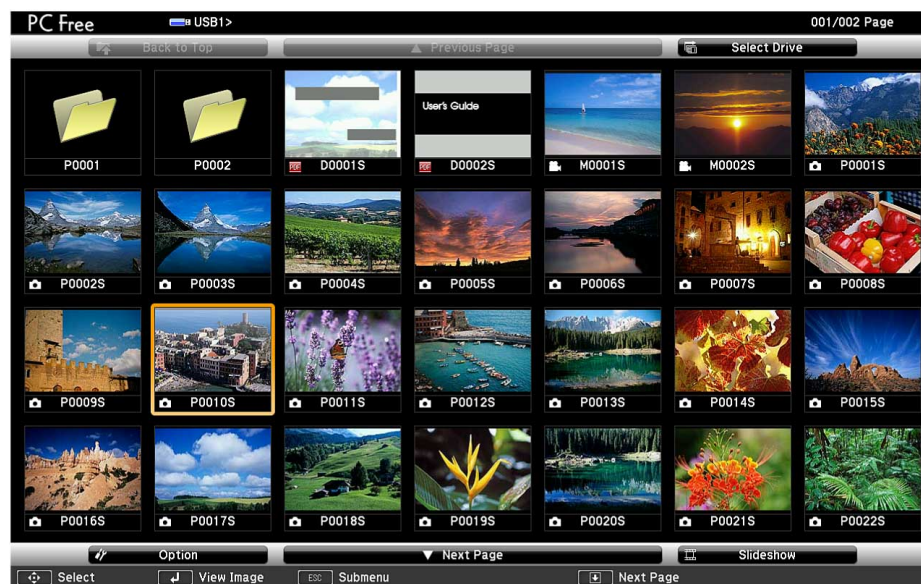 PC Free USB1> 001/002 Page
Back to Top ▲ Previous Page Select Drive
User's Guide
P0001 P0002 PDF D0001S PDF D0002S M0001S M0002S P0001S
P0002S P0003S P0004S P0005S P0006S P0007S P0008S
P0009S P0010S P0011S P0012S P0013S P0014S P0015S
P0016S P0017S P0018S P0019S P0020S P0021S P0022S
Option ▼ Next Page Slideshow
Select View Image ESC Submenu Next Page